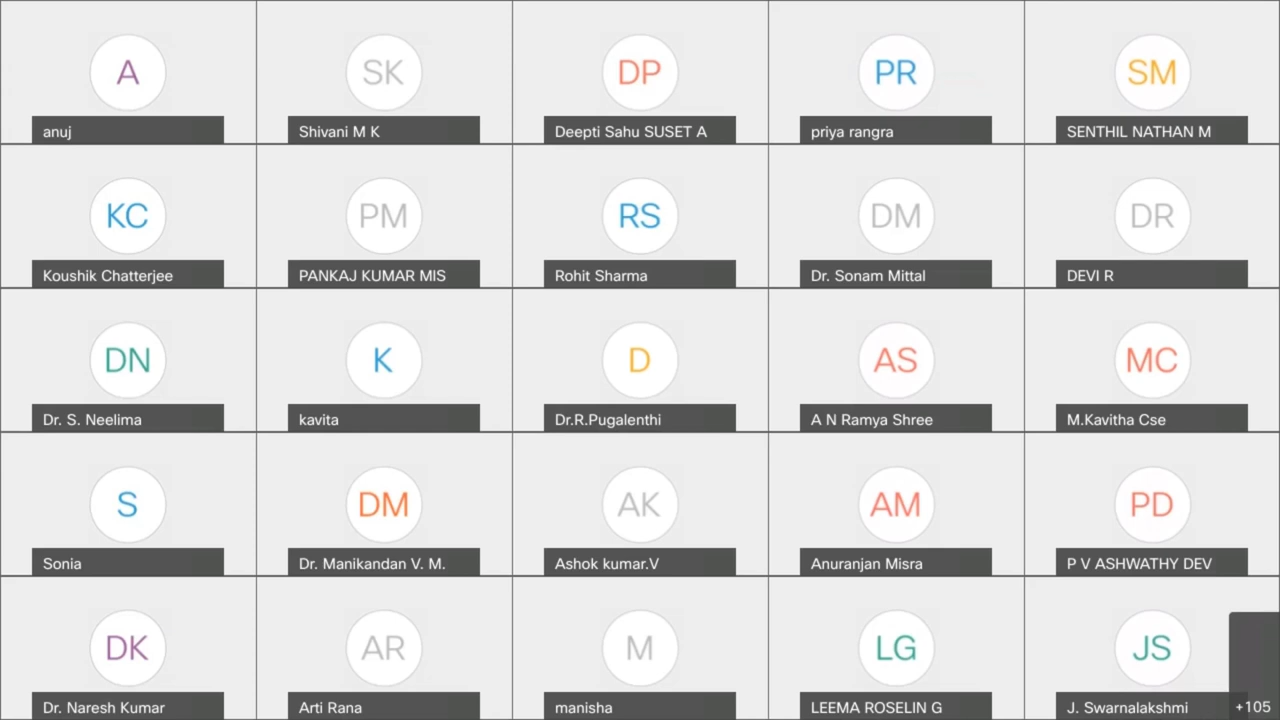 A SK DP PR SM
anuj Shivani M K Deepti Sahu SUSET A priya rangra SENTHIL NATHAN M
KC PM RS DM DR
Koushik Chatterjee PANKAJ KUMAR MIS Rohit Sharma Dr. Sonam Mittal DEVI R
DN K D AS MC
Dr. S. Neelima kavita Dr.R.Pugalenthi A N Ramya Shree M.Kavitha Cse
S DM AK AM PD
Sonia Dr. Manikandan V. M. Ashok kumar.V Anuranjan Misra P V ASHWATHY DEV
DK AR M LG JS
Dr. Naresh Kumar Arti Rana manisha LEEMA ROSELIN G J. Swarnalakshmi +105